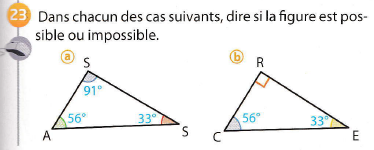 23 Dans chacun des cas suivants, dire si la figure est pos-
sible ou impossible.
a
S
91°
56°
33°
A
S
b
R
56°
33°
C
E